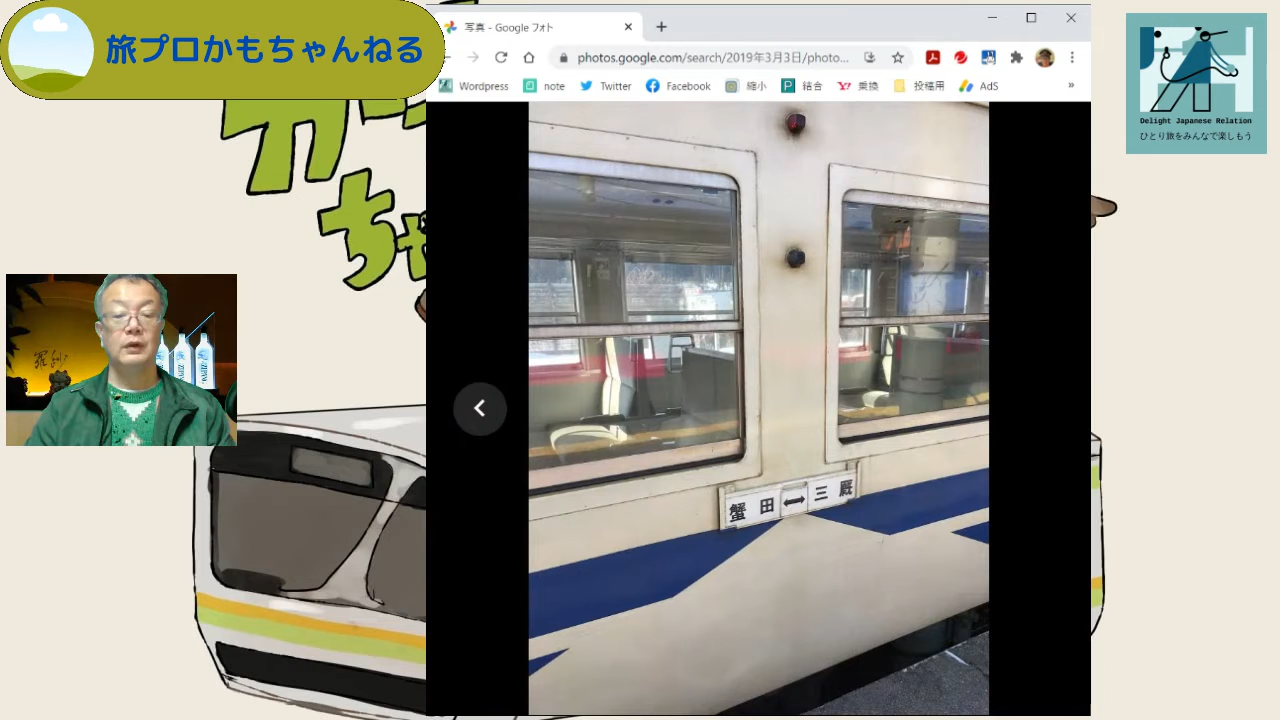 旅プロかもちゃんねる
写真 - Google フォト
photos.google.com/search/2019年3月3日/photo...
Wordpress
note
Twitter
Facebook
縮小
結合
乗換
投稿用
AdS
»
Delight Japanese Relation
ひとり旅をみんなで楽しもう
ちゃ
蟹田⟷三厩